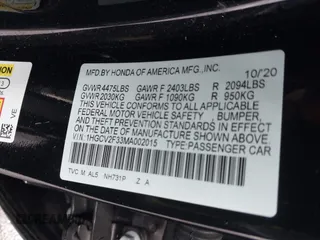 MFD. BY HONDA OF AMERICA MFG.,INC. 10/20
GVWR 4475LBS GAWR F 2403LBS R 2094LBS
GVWR 2030KG GAWR F 1090KG R 950KG
THIS VEHICLE CONFORMS TO ALL APPLICABLE
FEDERAL MOTOR VEHICLE SAFETY, BUMPER,
AND THEFT PREVENTION STANDARDS IN EFFECT
ON THE DATE OF MANUFACTURE SHOWN ABOVE.
VIN: 1HGCV2F33MA002015 TYPE:PASSENGER CAR
TVC M AL5 NH731P 2 A